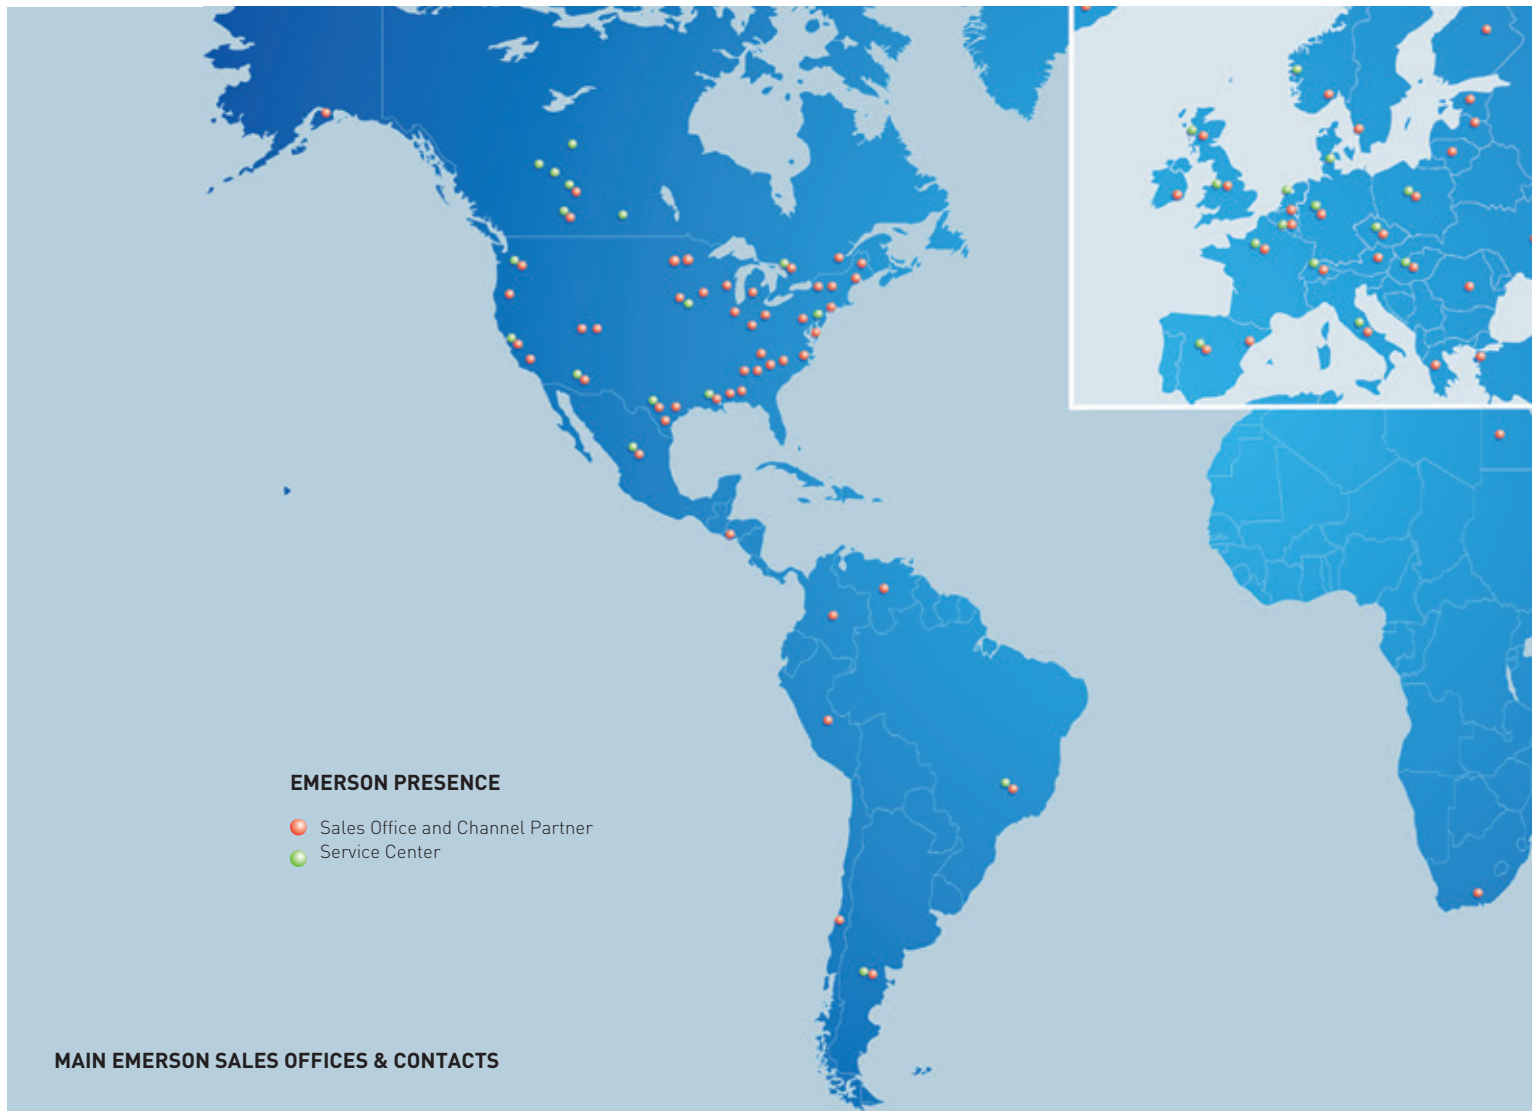 EMERSON PRESENCE
Sales Office and Channel Partner
Service Center
MAIN EMERSON SALES OFFICES & CONTACTS